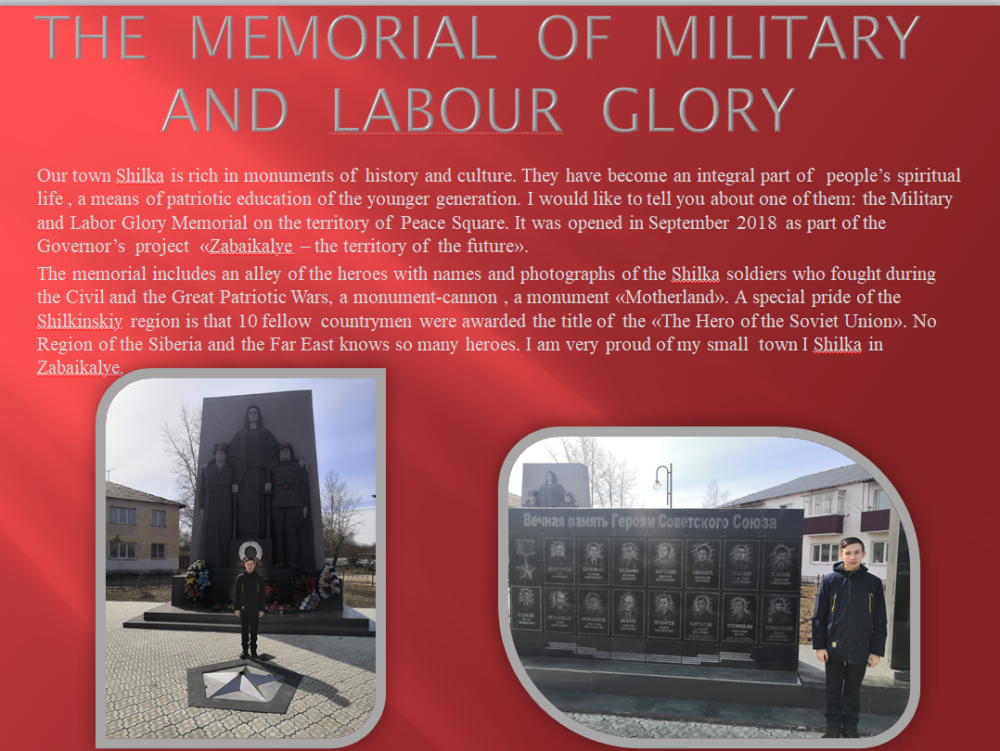 THE MEMORIAL OF MILITARY
AND LABOUR GLORY
Our town Shilka is rich in monuments of history and culture. They have become an integral part of people’s spiritual
life , a means of patriotic education of the younger generation. I would like to tell you about one of them: the Military
and Labor Glory Memorial on the territory of Peace Square. It was opened in September 2018 as part of the
Governor’s project «Zabaikalye – the territory of the future».
The memorial includes an alley of the heroes with names and photographs of the Shilka soldiers who fought during
the Civil and the Great Patriotic Wars, a monument-cannon , a monument «Motherland». A special pride of the
Shilkinskiy region is that 10 fellow countrymen were awarded the title of the «The Hero of the Soviet Union». No
Region of the Siberia and the Far East knows so many heroes. I am very proud of my small town I Shilka in
Zabaikalye.
Вечная память Героям Советского Союза